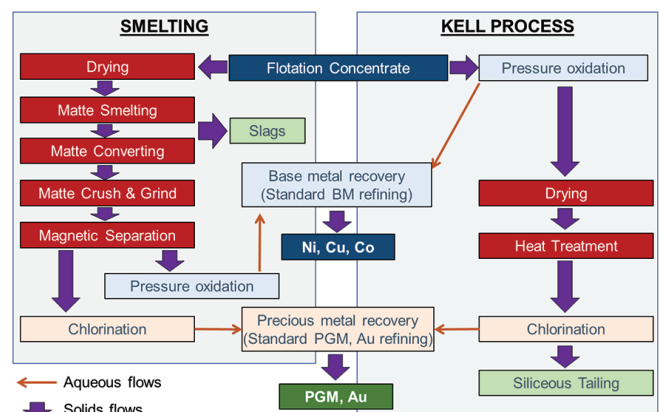 SMELTING
KELL PROCESS
Drying
Flotation Concentrate
Pressure oxidation
Matte Smelting
Slags
Matte Converting
Base metal recovery
(Standard BM refining)
Matte Crush & Grind
Drying
Magnetic Separation
Ni, Cu, Co
Heat Treatment
Pressure oxidation
Chlorination
Precious metal recovery
(Standard PGM, Au refining)
Chlorination
Aqueous flows
Siliceous Tailing
PGM, Au
Solids flows